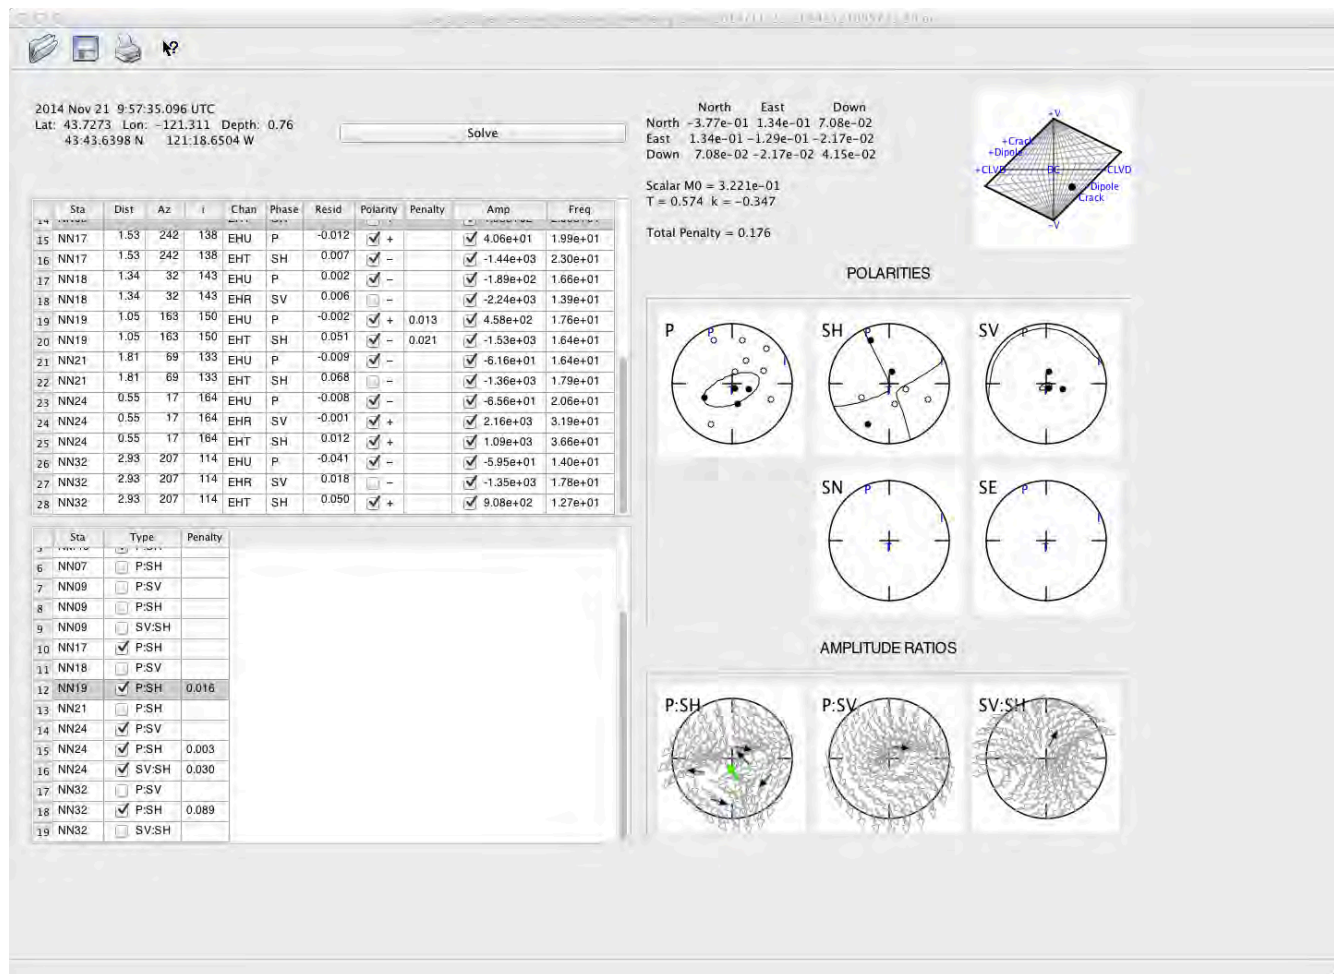 2014 Nov 21 9:57:35.096 UTC
Lat: 43.7273 Lon: −121.311 Depth: 0.76
43:43.6398 N 121:18.6504 W
Solve
North East Down
North −3.77e−01 1.34e−01 7.08e−02
East 1.34e−01 −1.29e−01 −2.17e−02
Down 7.08e−02 −2.17e−02 4.15e−02
Scalar M0 = 3.221e−01
T = 0.574 k = −0.347
Total Penalty = 0.176
+V
+Crack
+Dipole
+CLVD DC -CLVD
-Dipole
Crack
-V
Sta Dist Az i Chan Phase Resid Polarity Penalty Amp Freq
15 NN17 1.53 242 138 EHU P -0.012 + 4.06e+01 1.99e+01
16 NN17 1.53 242 138 EHT SH 0.007 − -1.44e+03 2.30e+01
17 NN18 1.34 32 143 EHU P 0.002 − -1.89e+02 1.66e+01
18 NN18 1.34 32 143 EHR SV 0.006 − -2.24e+03 1.39e+01
19 NN19 1.05 163 150 EHU P -0.002 + 0.013 4.58e+02 1.76e+01
20 NN19 1.05 163 150 EHT SH 0.051 − 0.021 -1.53e+03 1.64e+01
21 NN21 1.81 69 133 EHU P -0.009 − -6.16e+01 1.64e+01
22 NN21 1.81 69 133 EHT SH 0.068 − -1.36e+03 1.79e+01
23 NN24 0.55 17 164 EHU P -0.008 − -6.56e+01 2.06e+01
24 NN24 0.55 17 164 EHR SV -0.001 + 2.16e+03 3.19e+01
25 NN24 0.55 17 164 EHT SH 0.012 + 1.09e+03 3.66e+01
26 NN32 2.93 207 114 EHU P -0.041 − -5.95e+01 1.40e+01
27 NN32 2.93 207 114 EHR SV 0.018 − -1.35e+03 1.78e+01
28 NN32 2.93 207 114 EHT SH 0.050 + 9.08e+02 1.27e+01
Sta Type Penalty
6 NN07 P:SH
7 NN09 P:SV
8 NN09 P:SH
9 NN09 SV:SH
10 NN17 P:SH
11 NN18 P:SV
12 NN19 P:SH 0.016
13 NN21 P:SH
14 NN24 P:SV
15 NN24 P:SH 0.003
16 NN24 SV:SH 0.030
17 NN32 P:SV
18 NN32 P:SH 0.089
19 NN32 SV:SH
POLARITIES
P P I
SH P I T
SV P I
SN P I T
SE P I T
AMPLITUDE RATIOS
P:SH
P:SV
SV:SH